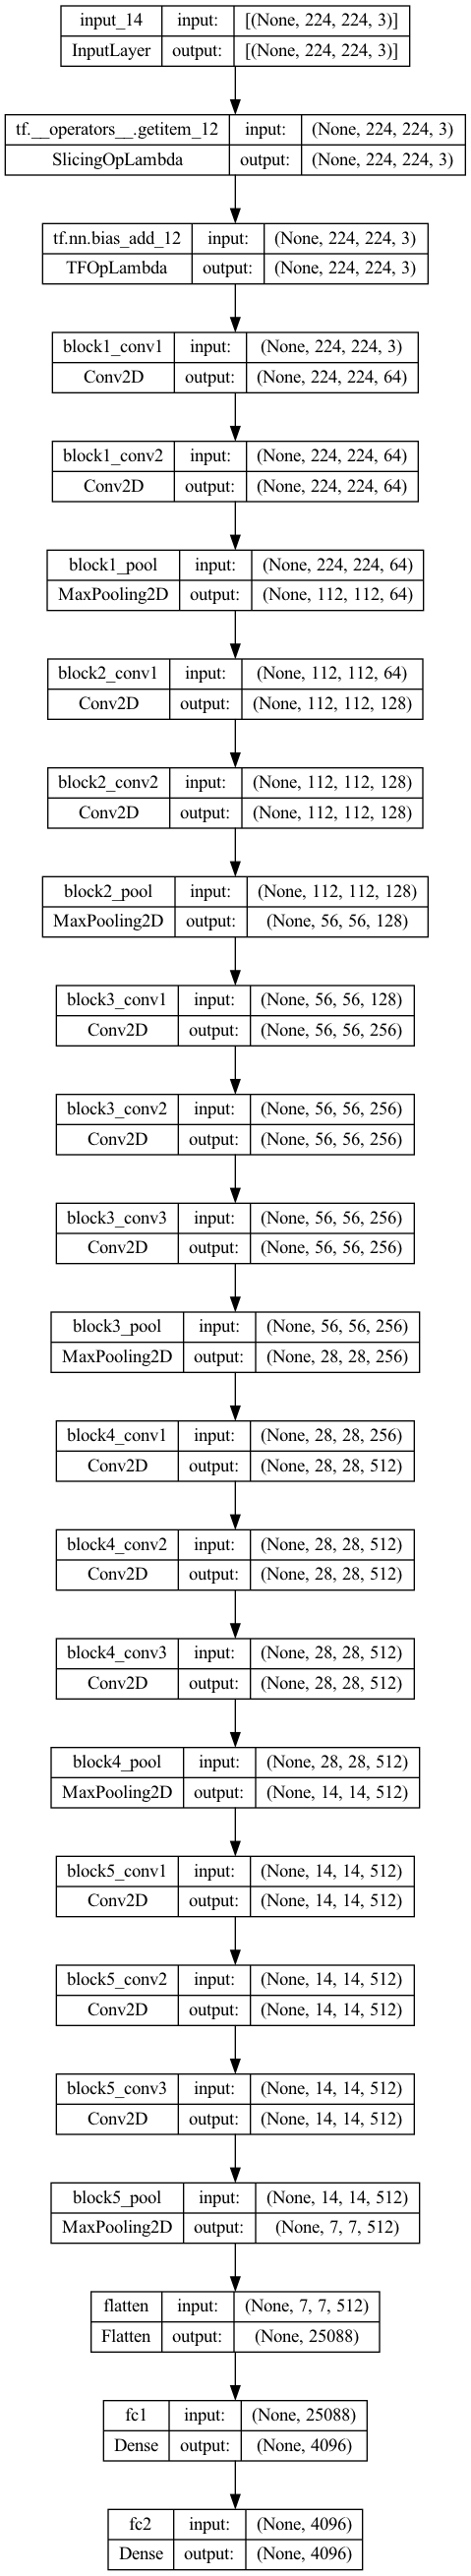 input_14 input: [(None, 224, 224, 3)]
InputLayer output: [(None, 224, 224, 3)]
tf.__operators__.getitem_12 input: (None, 224, 224, 3)
SlicingOpLambda output: (None, 224, 224, 3)
tf.nn.bias_add_12 input: (None, 224, 224, 3)
TFOpLambda output: (None, 224, 224, 3)
block1_conv1 input: (None, 224, 224, 3)
Conv2D output: (None, 224, 224, 64)
block1_conv2 input: (None, 224, 224, 64)
Conv2D output: (None, 224, 224, 64)
block1_pool input: (None, 224, 224, 64)
MaxPooling2D output: (None, 112, 112, 64)
block2_conv1 input: (None, 112, 112, 64)
Conv2D output: (None, 112, 112, 128)
block2_conv2 input: (None, 112, 112, 128)
Conv2D output: (None, 112, 112, 128)
block2_pool input: (None, 112, 112, 128)
MaxPooling2D output: (None, 56, 56, 128)
block3_conv1 input: (None, 56, 56, 128)
Conv2D output: (None, 56, 56, 256)
block3_conv2 input: (None, 56, 56, 256)
Conv2D output: (None, 56, 56, 256)
block3_conv3 input: (None, 56, 56, 256)
Conv2D output: (None, 56, 56, 256)
block3_pool input: (None, 56, 56, 256)
MaxPooling2D output: (None, 28, 28, 256)
block4_conv1 input: (None, 28, 28, 256)
Conv2D output: (None, 28, 28, 512)
block4_conv2 input: (None, 28, 28, 512)
Conv2D output: (None, 28, 28, 512)
block4_conv3 input: (None, 28, 28, 512)
Conv2D output: (None, 28, 28, 512)
block4_pool input: (None, 28, 28, 512)
MaxPooling2D output: (None, 14, 14, 512)
block5_conv1 input: (None, 14, 14, 512)
Conv2D output: (None, 14, 14, 512)
block5_conv2 input: (None, 14, 14, 512)
Conv2D output: (None, 14, 14, 512)
block5_conv3 input: (None, 14, 14, 512)
Conv2D output: (None, 14, 14, 512)
block5_pool input: (None, 14, 14, 512)
MaxPooling2D output: (None, 7, 7, 512)
flatten input: (None, 7, 7, 512)
Flatten output: (None, 25088)
fc1 input: (None, 25088)
Dense output: (None, 4096)
fc2 input: (None, 4096)
Dense output: (None, 4096)